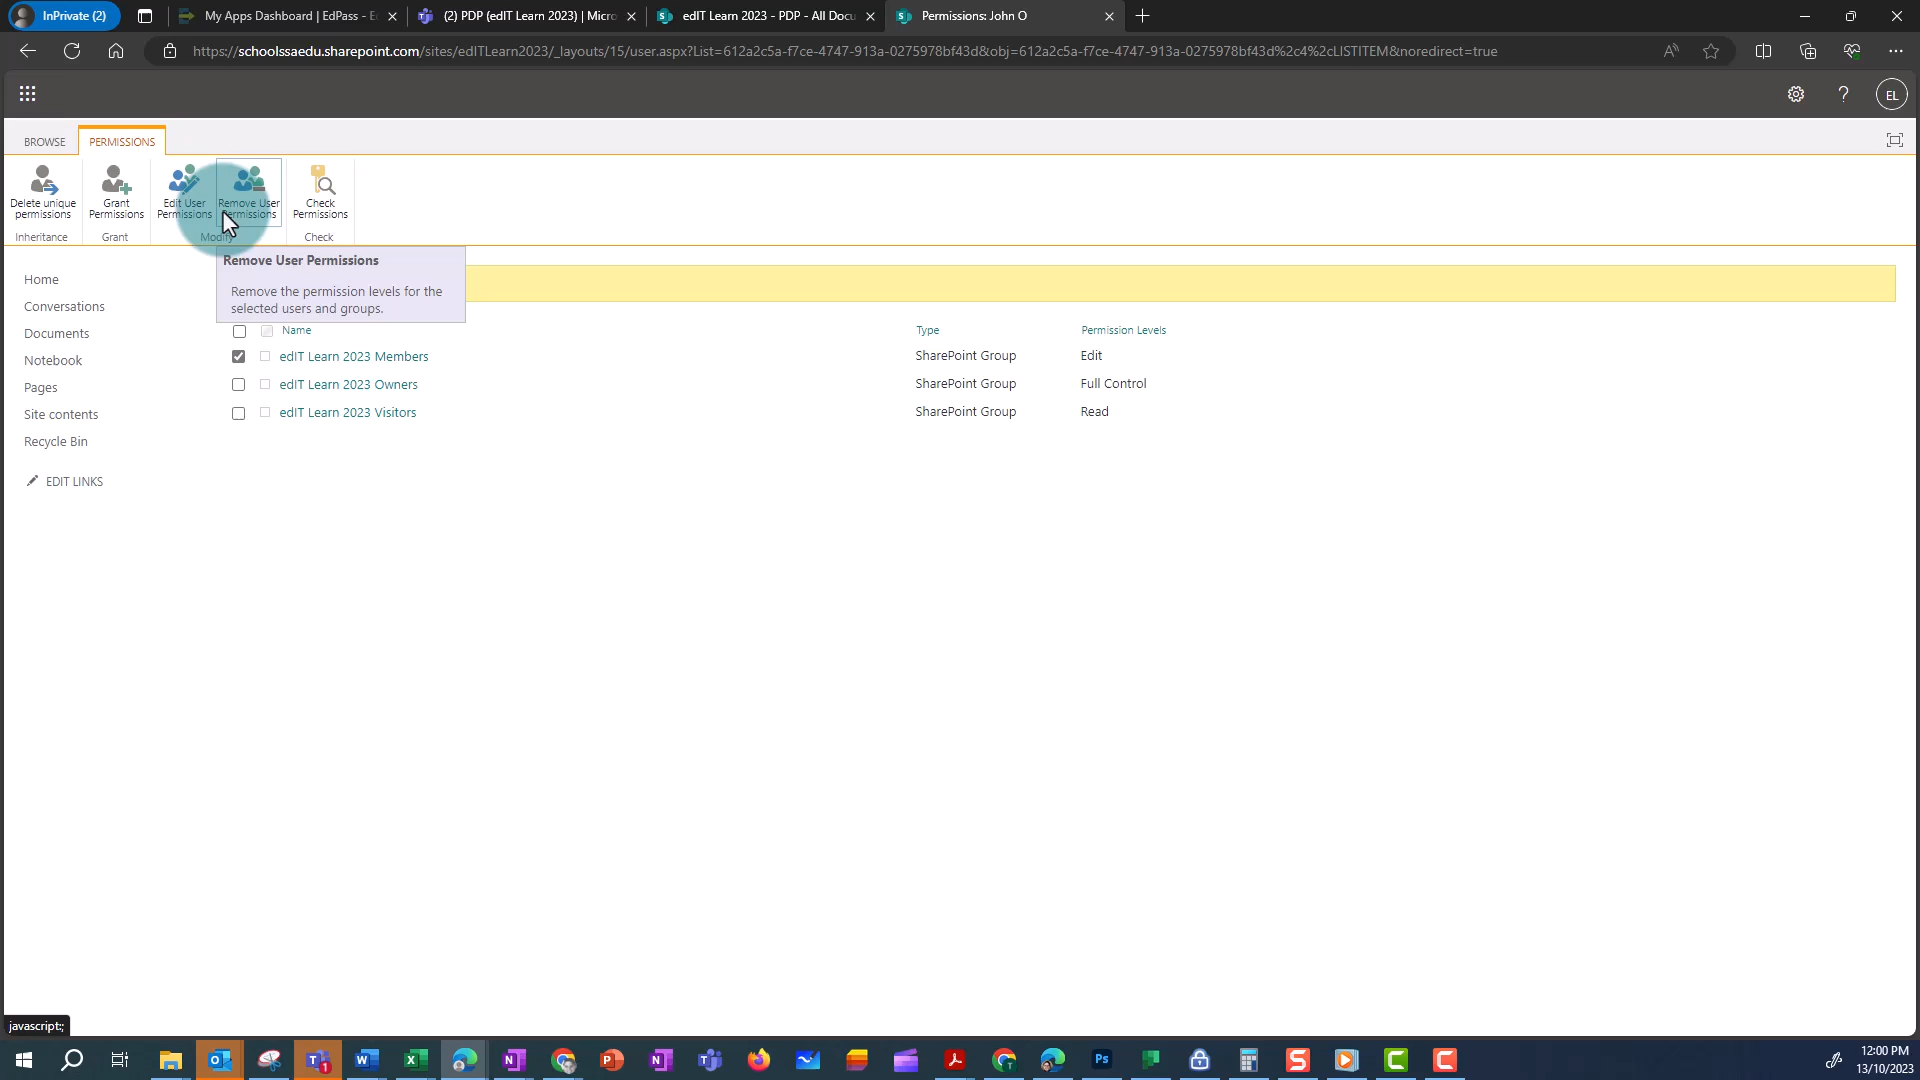 InPrivate (2)
My Apps Dashboard | EdPass - Ec
(2) PDP (edIT Learn 2023) | Micro
edIT Learn 2023 - PDP - All Docu
Permissions: John O
https://schoolssaedu.sharepoint.com/sites/edITLearn2023/_layouts/15/user.aspx?List=612a2c5a-f7ce-4747-913a-0275978bf43d&obj=612a2c5a-f7ce-4747-913a-0275978bf43d%2c4%2cLISTITEM&noredirect=true
EL
BROWSE
PERMISSIONS
Delete unique
permissions
Grant
Permissions
Edit User
Permissions
Remove User
Permissions
Check
Permissions
Inheritance
Grant
Modify
Check
Remove User Permissions
Remove the permission levels for the
selected users and groups.
Home
Conversations
Documents
Notebook
Pages
Site contents
Recycle Bin
EDIT LINKS
Name Type Permission Levels
edIT Learn 2023 Members SharePoint Group Edit
edIT Learn 2023 Owners SharePoint Group Full Control
edIT Learn 2023 Visitors SharePoint Group Read
javascript:;
12:00 PM
13/10/2023